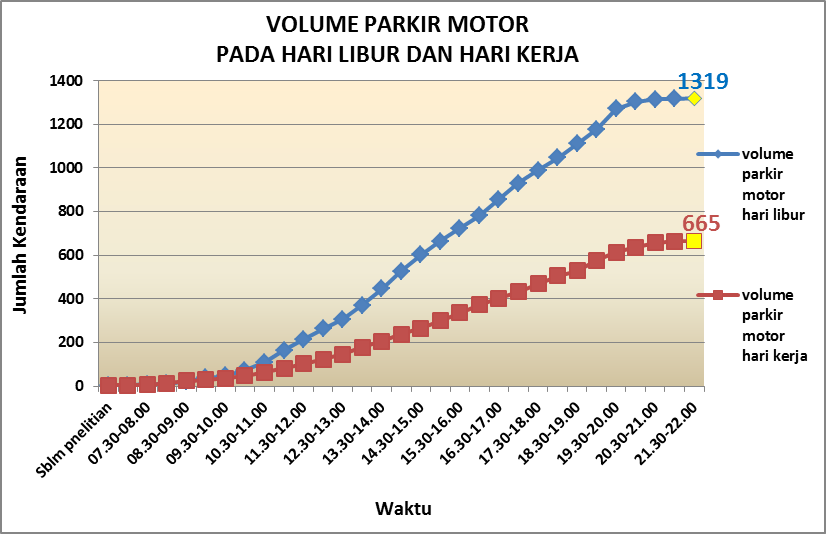 VOLUME PARKIR MOTOR
PADA HARI LIBUR DAN HARI KERJA
Jumlah Kendaraan
1400
1200
1000
800
600
400
200
0
1319
665
volume
parkir
motor
hari libur
volume
parkir
motor
hari kerja
Sblm pnelitian
07.30-08.00
08.30-09.00
09.30-10.00
10.30-11.00
11.30-12.00
12.30-13.00
13.30-14.00
14.30-15.00
15.30-16.00
16.30-17.00
17.30-18.00
18.30-19.00
19.30-20.00
20.30-21.00
21.30-22.00
Waktu